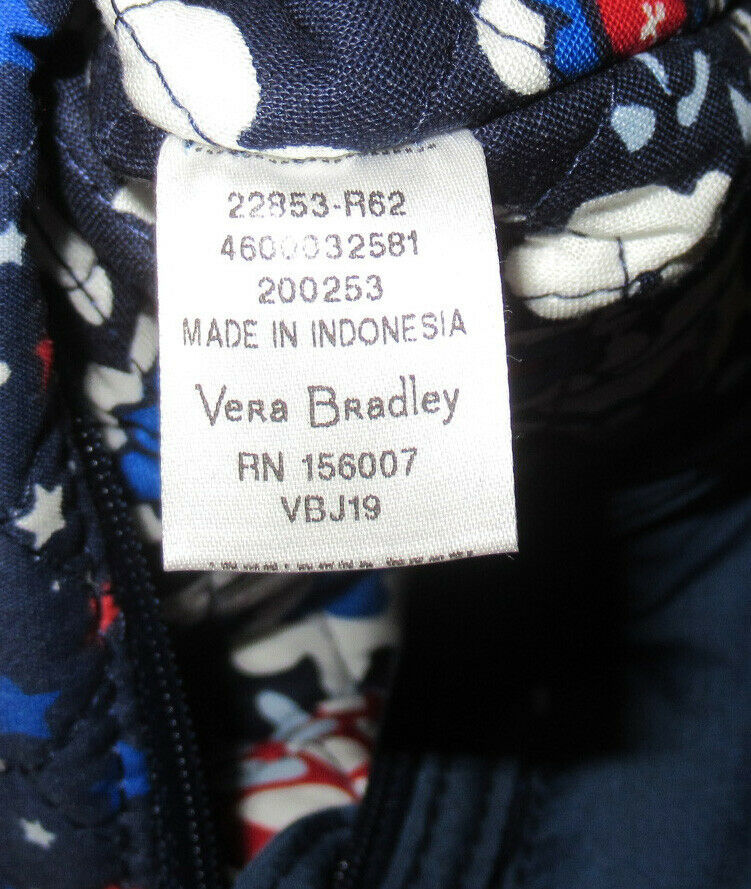 22853-R62
4600032581
200253
MADE IN INDONESIA
Vera Bradley
RN 156007
VBJ19